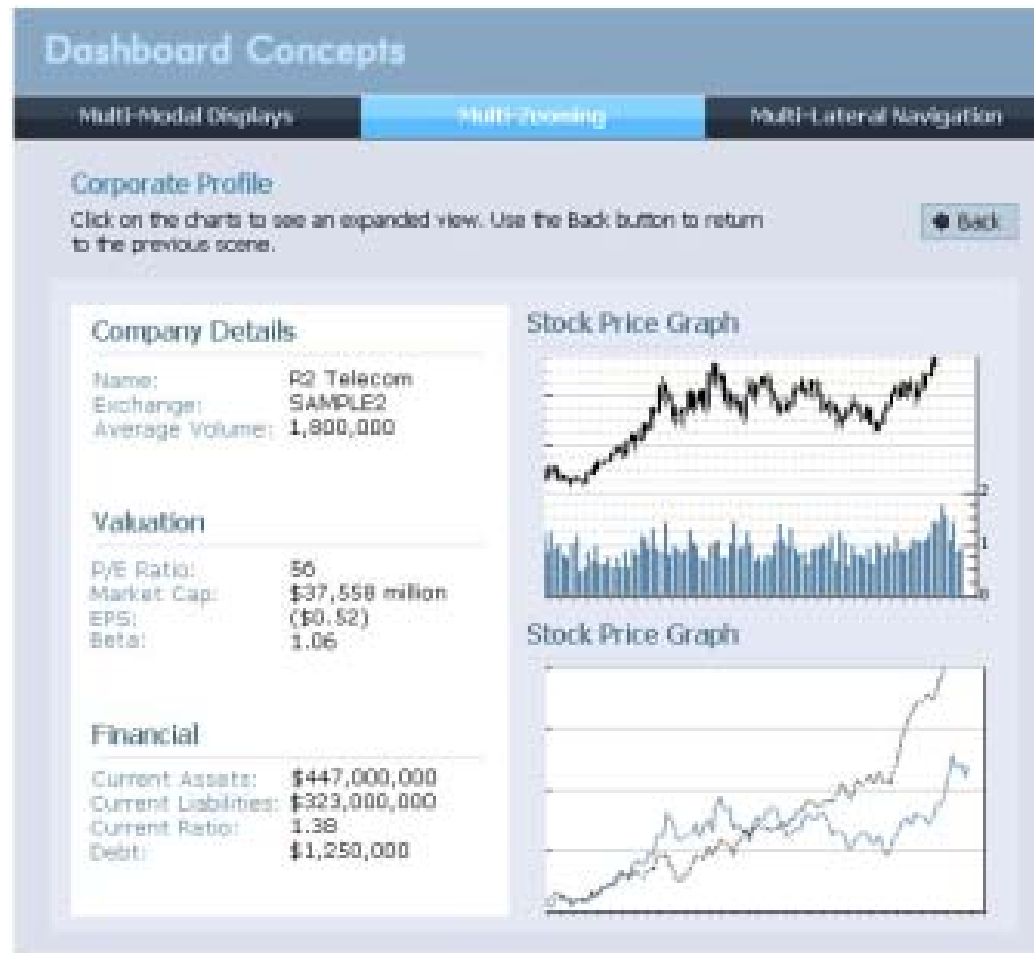 Dashboard Concepts
Multi-Modal Displays
Multi-Zooming
Multi-Lateral Navigation
Corporate Profile
Click on the charts to see an expanded view. Use the Back button to return
to the previous scene.
Back
Company Details
Name: R2 Telecom
Exchange: SAMPLE2
Average Volume: 1,800,000
Valuation
P/E Ratio: 56
Market Cap: $37,558 million
EPS: ($0.52)
Beta: 1.06
Financial
Current Assets: $447,000,000
Current Liabilities: $323,000,000
Current Ratio: 1.38
Debt: $1,250,000
Stock Price Graph
2
1
0
Stock Price Graph